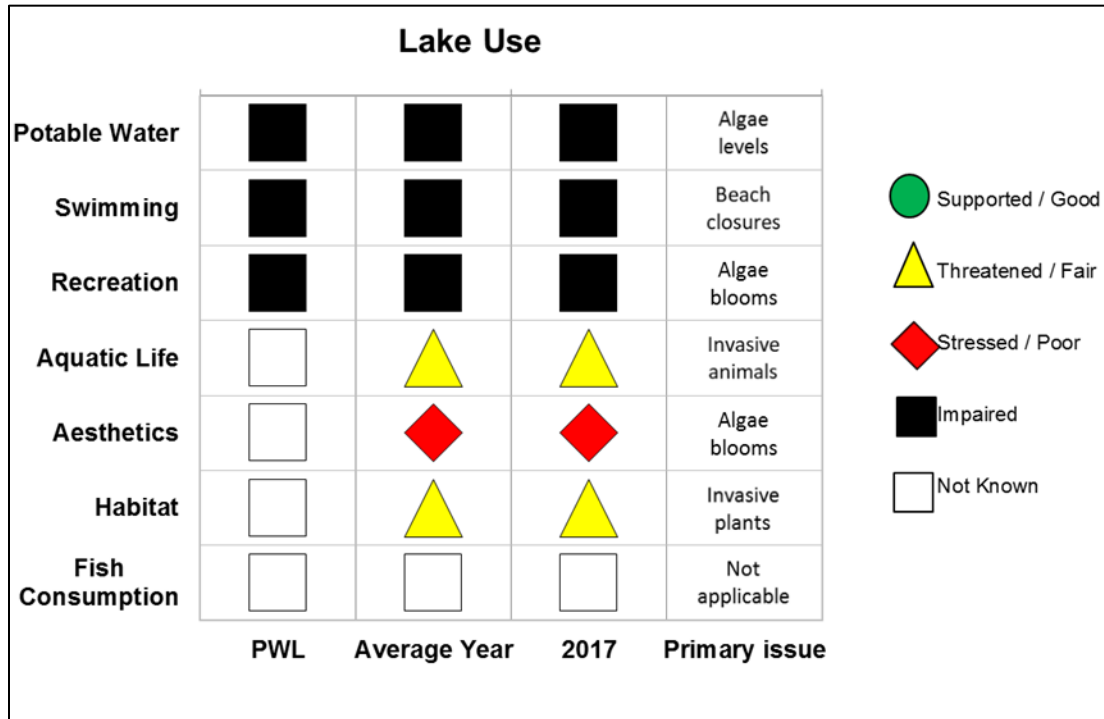 Lake Use
Potable Water
Algae
levels
Swimming
Beach
closures
Recreation
Algae
blooms
Aquatic Life
Invasive
animals
Aesthetics
Algae
blooms
Habitat
Invasive
plants
Fish
Consumption
Not
applicable
PWL
Average Year
2017
Primary issue
Supported / Good
Threatened / Fair
Stressed / Poor
Impaired
Not Known